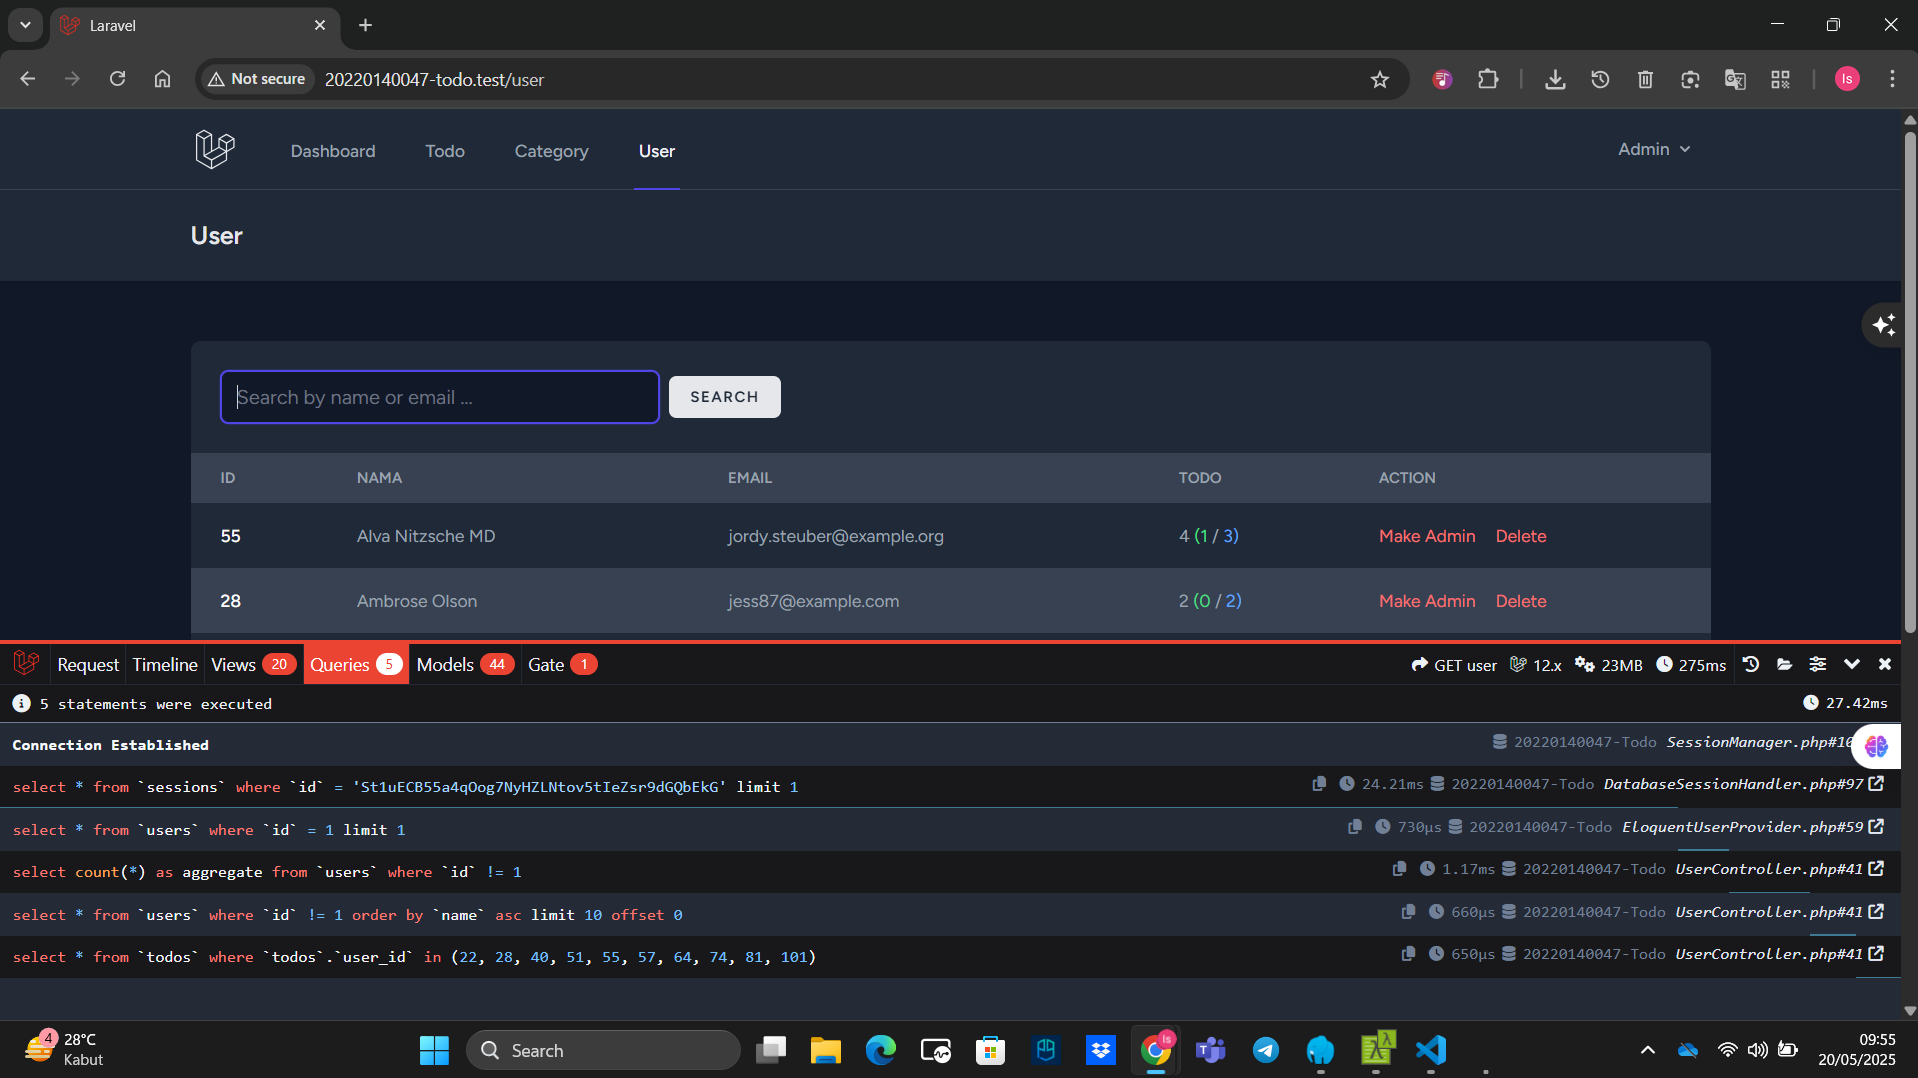 Laravel
Not secure
20220140047-todo.test/user
Is
Dashboard Todo Category User
Admin
User
Search by name or email ...
SEARCH
ID NAMA EMAIL TODO ACTION
55 Alva Nitzsche MD jordy.steuber@example.org 4 (1 / 3) Make Admin Delete
28 Ambrose Olson jess87@example.com 2 (0 / 2) Make Admin Delete
Request Timeline Views 20 Queries 5 Models 44 Gate 1
GET user 12.x 23MB 275ms
5 statements were executed 27.42ms
Connection Established 20220140047-Todo SessionManager.php
select * from `sessions` where `id` = 'St1uECB55a4qOog7NyHZLNtov5tIeZsr9dGQbEkG' limit 1 24.21ms 20220140047-Todo DatabaseSessionHandler.php#97
select * from `users` where `id` = 1 limit 1 730μs 20220140047-Todo EloquentUserProvider.php#59
select count(*) as aggregate from `users` where `id` != 1 1.17ms 20220140047-Todo UserController.php#41
select * from `users` where `id` != 1 order by `name` asc limit 10 offset 0 660μs 20220140047-Todo UserController.php#41
select * from `todos` where `todos`.`user_id` in (22, 28, 40, 51, 55, 57, 64, 74, 81, 101) 650μs 20220140047-Todo UserController.php#41
4
28°C
Kabut
Search
Is
09:55
20/05/2025